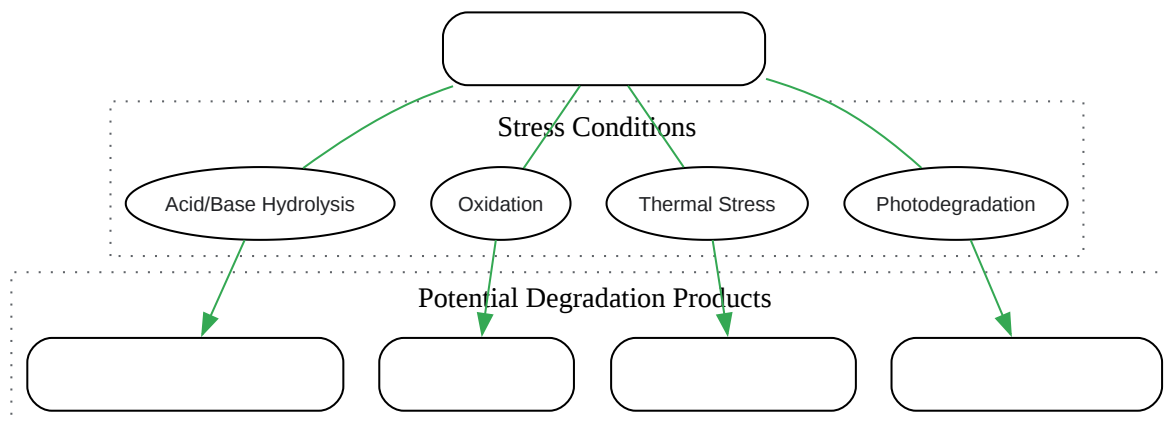 Stress Conditions
Acid/Base Hydrolysis
Oxidation
Thermal Stress
Photodegradation
Potential Degradation Products